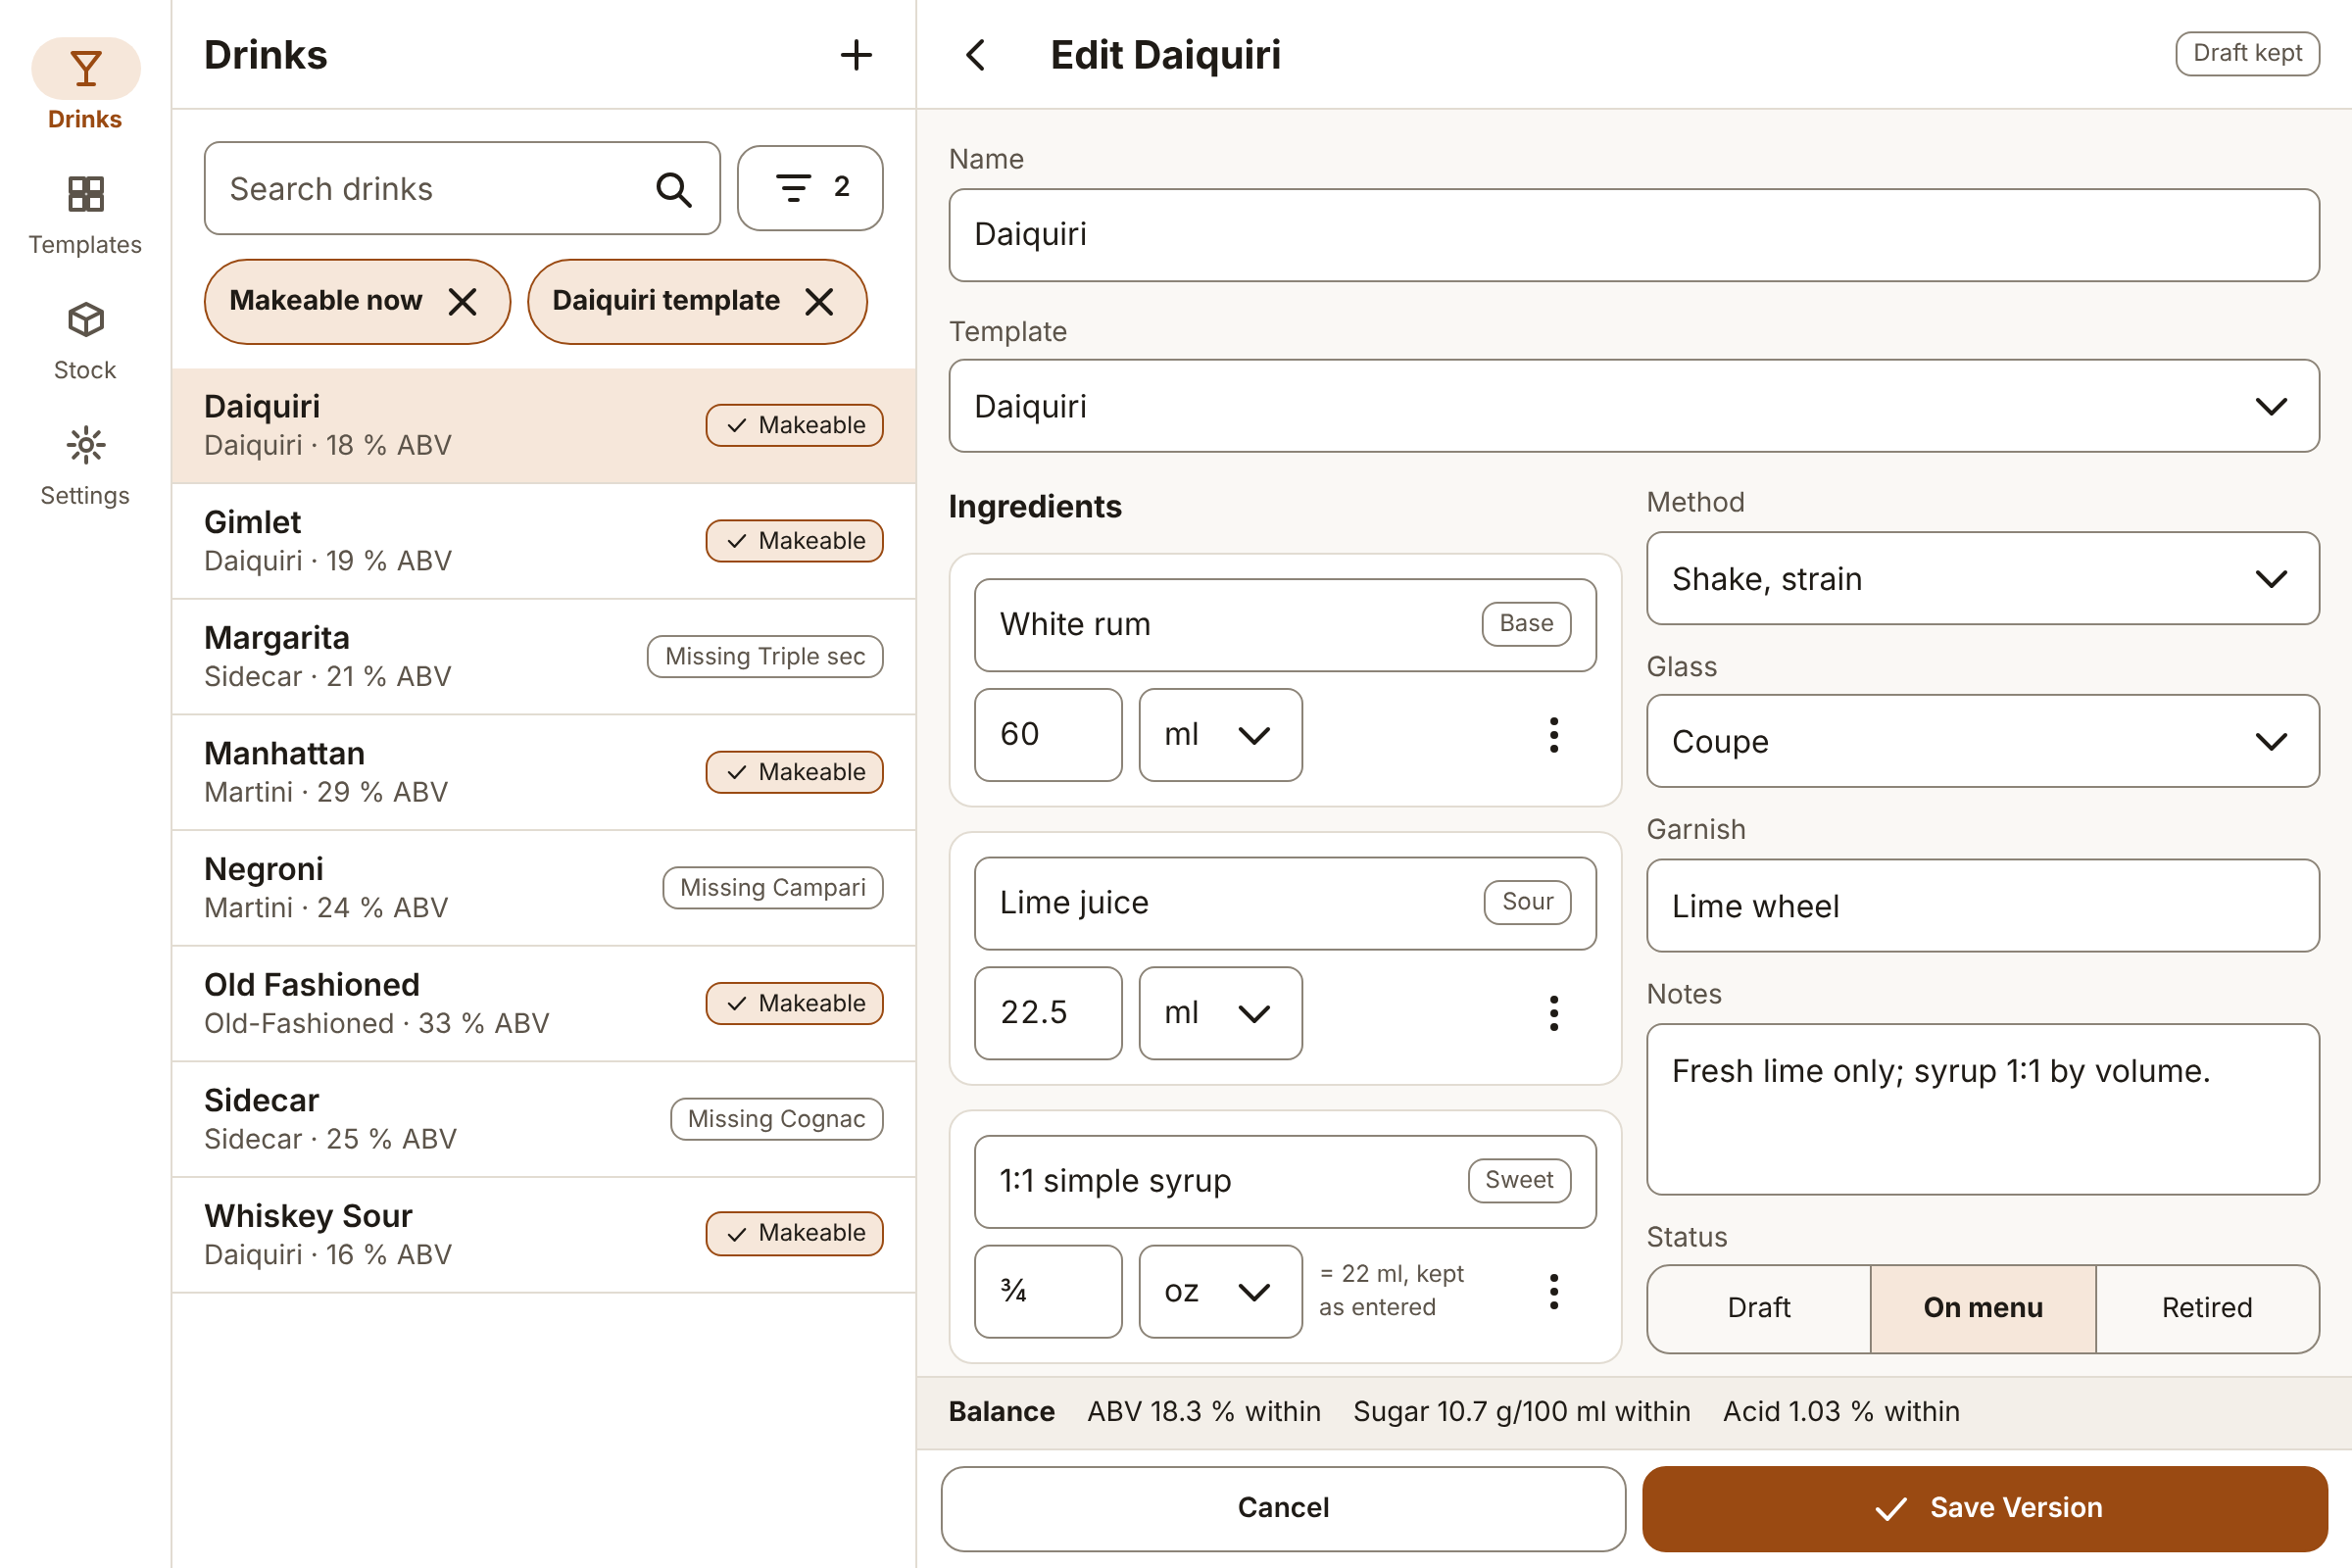 Drinks
Templates
Stock
Settings
Drinks
Search drinks
2
Makeable now
Daiquiri template
Daiquiri
Daiquiri · 18 % ABV
Makeable
Gimlet
Daiquiri · 19 % ABV
Makeable
Margarita
Sidecar · 21 % ABV
Missing Triple sec
Manhattan
Martini · 29 % ABV
Makeable
Negroni
Martini · 24 % ABV
Missing Campari
Old Fashioned
Old-Fashioned · 33 % ABV
Makeable
Sidecar
Sidecar · 25 % ABV
Missing Cognac
Whiskey Sour
Daiquiri · 16 % ABV
Makeable
Edit Daiquiri
Draft kept
Name
Daiquiri
Template
Daiquiri
Ingredients
White rum
Base
60
ml
Lime juice
Sour
22.5
ml
1:1 simple syrup
Sweet
¾
oz
= 22 ml, kept
as entered
Method
Shake, strain
Glass
Coupe
Garnish
Lime wheel
Notes
Fresh lime only; syrup 1:1 by volume.
Status
Draft
On menu
Retired
Balance
ABV 18.3 % within
Sugar 10.7 g/100 ml within
Acid 1.03 % within
Cancel
Save Version